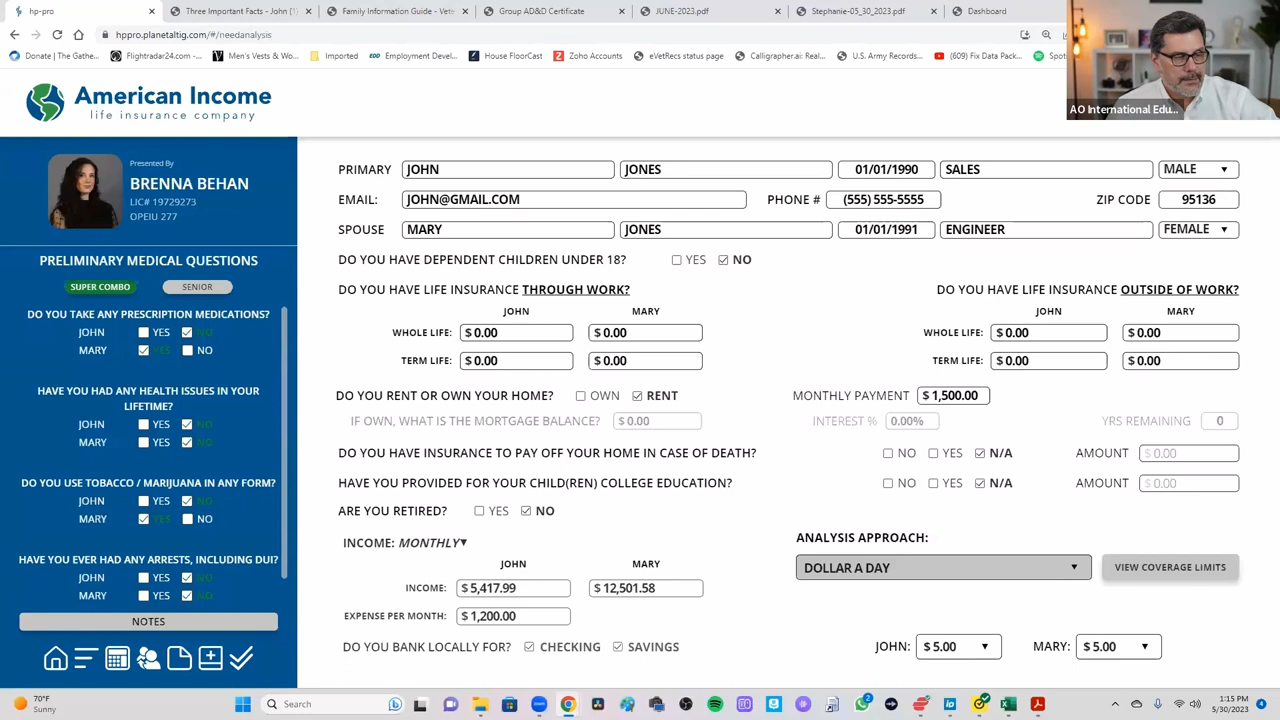 hp-pro
Three Important Facts - John (1)
Family Information Guide - Vete
Group AD&D Certificate
JUNE-2023.pdf
Stephanie-05_30_2023.pdf
Dashboard
hppro.planetaltig.com/#/needanalysis
Donate | The Gathe...
Flightradar24.com -...
Men's Vests & Wo...
Imported
EDD
Employment Devel...
House FloorCast
Zoho Accounts
eVetRecs status page
Calligrapher.ai: Real...
U.S. Army Records...
(609) Fix Data Pack...
Spot
AO International Edu...
American Income
life insurance company
Presented By
BRENNA BEHAN
LIC# 19729273
OPEIU 277
PRELIMINARY MEDICAL QUESTIONS
SUPER COMBO SENIOR
DO YOU TAKE ANY PRESCRIPTION MEDICATIONS?
JOHN YES NO
MARY YES NO
HAVE YOU HAD ANY HEALTH ISSUES IN YOUR
LIFETIME?
JOHN YES NO
MARY YES NO
DO YOU USE TOBACCO / MARIJUANA IN ANY FORM?
JOHN YES NO
MARY YES NO
HAVE YOU EVER HAD ANY ARRESTS, INCLUDING DUI?
JOHN YES NO
MARY YES NO
NOTES
PRIMARY JOHN JONES 01/01/1990 SALES MALE
EMAIL: JOHN@GMAIL.COM PHONE # (555) 555-5555 ZIP CODE 95136
SPOUSE MARY JONES 01/01/1991 ENGINEER FEMALE
DO YOU HAVE DEPENDENT CHILDREN UNDER 18? YES NO
DO YOU HAVE LIFE INSURANCE THROUGH WORK? DO YOU HAVE LIFE INSURANCE OUTSIDE OF WORK?
JOHN MARY JOHN MARY
WHOLE LIFE: $ 0.00 $ 0.00 WHOLE LIFE: $ 0.00 $ 0.00
TERM LIFE: $ 0.00 $ 0.00 TERM LIFE: $ 0.00 $ 0.00
DO YOU RENT OR OWN YOUR HOME? OWN RENT MONTHLY PAYMENT $ 1,500.00
IF OWN, WHAT IS THE MORTGAGE BALANCE? $ 0.00 INTEREST % 0.00% YRS REMAINING 0
DO YOU HAVE INSURANCE TO PAY OFF YOUR HOME IN CASE OF DEATH? NO YES N/A AMOUNT $ 0.00
HAVE YOU PROVIDED FOR YOUR CHILD(REN) COLLEGE EDUCATION? NO YES N/A AMOUNT $ 0.00
ARE YOU RETIRED? YES NO
INCOME: MONTHLY ANALYSIS APPROACH:
JOHN MARY DOLLAR A DAY VIEW COVERAGE LIMITS
INCOME: $ 5,417.99 $ 12,501.58
EXPENSE PER MONTH: $ 1,200.00
DO YOU BANK LOCALLY FOR? CHECKING SAVINGS JOHN: $ 5.00 MARY: $ 5.00
70°F
Sunny
Search
1:15 PM
5/30/2023